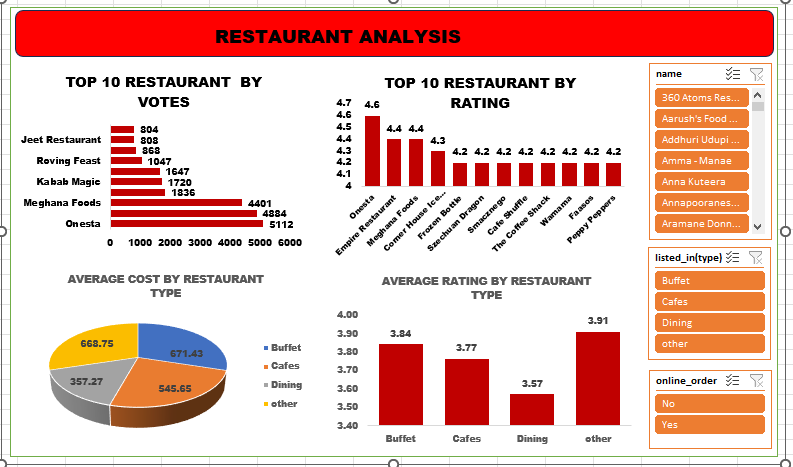 RESTAURANT ANALYSIS
TOP 10 RESTAURANT BY
VOTES
804
Jeet Restaurant 808
868
Roving Feast 1047
1647
Kabab Magic 1720
1836
Meghana Foods 4401
4884
Onesta 5112
0 1000 2000 3000 4000 5000 6000
TOP 10 RESTAURANT BY
RATING
4.7
4.6
4.5
4.4
4.3
4.2
4.1
4
4.6 4.4 4.4 4.3 4.2 4.2 4.2 4.2 4.2 4.2 4.2 4.2
Onesta
Empire Restaurant
Meghana Foods
Corner House Ice...
Frozen Bottle
Szechuan Dragon
Smacznego
Cafe Shuffle
The Coffee Shack
Wamama
Faasos
Peppy Peppers
AVERAGE COST BY RESTAURANT
TYPE
668.75
671.43
357.27
545.65
Buffet
Cafes
Dining
other
AVERAGE RATING BY RESTAURANT
TYPE
4.00
3.90
3.80
3.70
3.60
3.50
3.40
3.84
3.77
3.57
3.91
Buffet Cafes Dining other
name
360 Atoms Res...
Aarush's Food ...
Addhuri Udupi ...
Amma - Manae
Anna Kuteera
Annapooranes...
Aramane Donn...
listed_in(type)
Buffet
Cafes
Dining
other
online_order
No
Yes